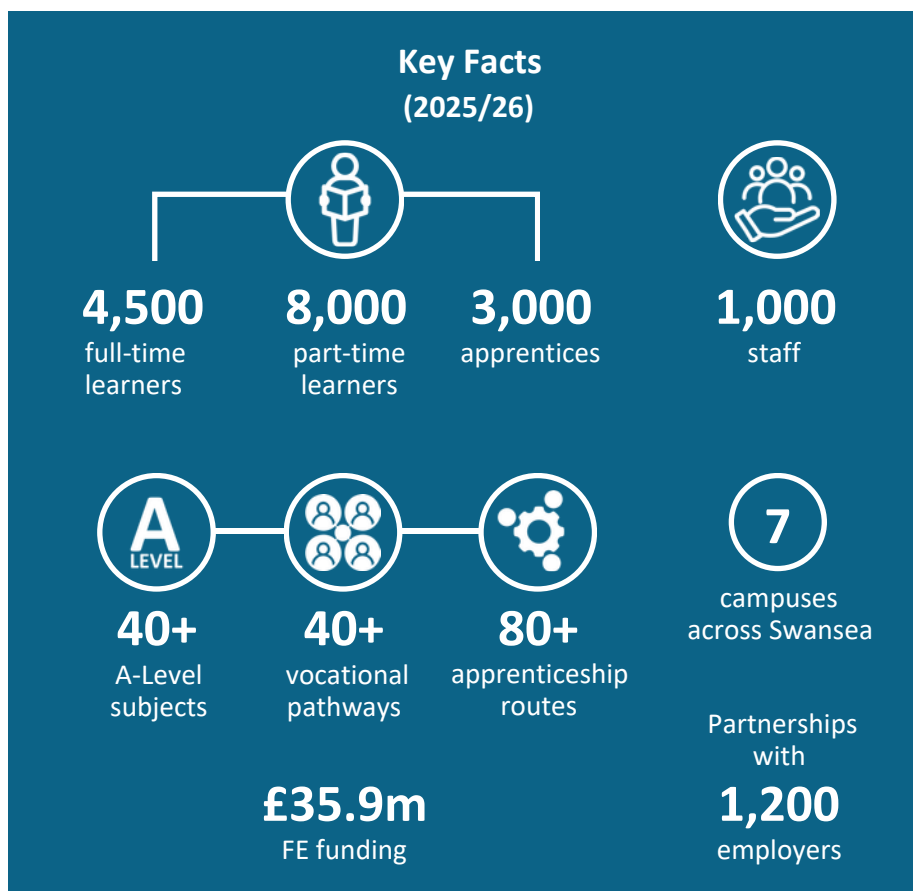 Key Facts
(2025/26)
4,500
full-time
learners
8,000
part-time
learners
3,000
apprentices
1,000
staff
A
LEVEL
40+
A-Level
subjects
40+
vocational
pathways
80+
apprenticeship
routes
7
campuses
across Swansea
£35.9m
FE funding
Partnerships
with
1,200
employers